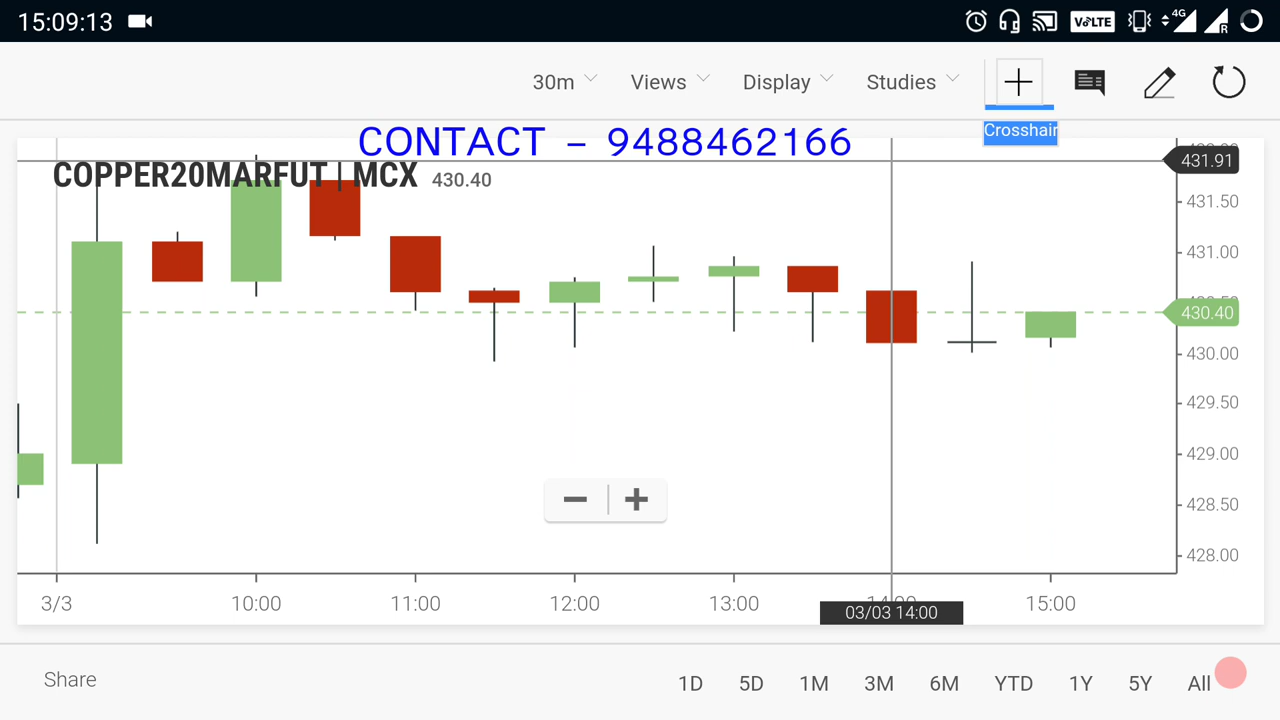 15:09:13 VoLTE 4G R
30m Views Display Studies
Crosshair
CONTACT - 9488462166
COPPER20MARFUT | MCX 430.40
431.91
431.50
431.00
430.40
430.00
429.50
429.00
428.50
428.00
3/3 10:00 11:00 12:00 13:00 14:00 15:00
03/03 14:00
Share 1D 5D 1M 3M 6M YTD 1Y 5Y All